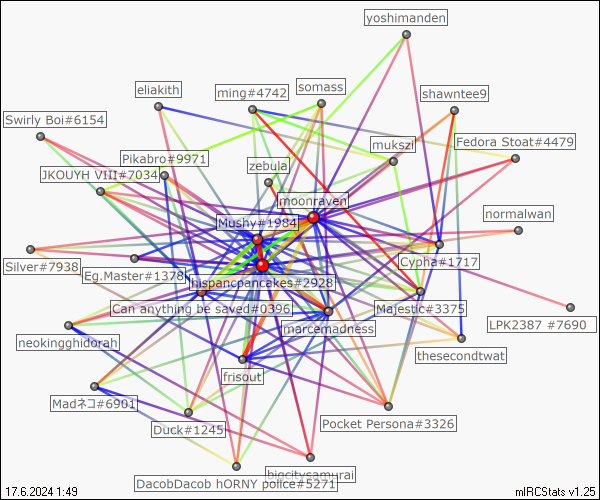 yoshimanden
eliakith
ming#4742
somass
shawntee9
Swirly Boi#6154
mukszi
Fedora Stoat#4479
Pikabro#9971
zebula
JKOUYH VIII#7034
moonraven
normalwan
Mushy#1984
Cypha#1717
Silver#7938
Eg.Master#1378
hispancpancakes#2928
Can anything be saved#0396
Majestic#3375
LPK2387 #7690
marcemadness
neokingghidorah
thesecondtwat
frisout
Madネコ#6901
Duck#1245
Pocket Persona#3326
bigcitysamurai
DacobDacob hORNY police#5271
17.6.2024 1:49
mIRCStats v1.25